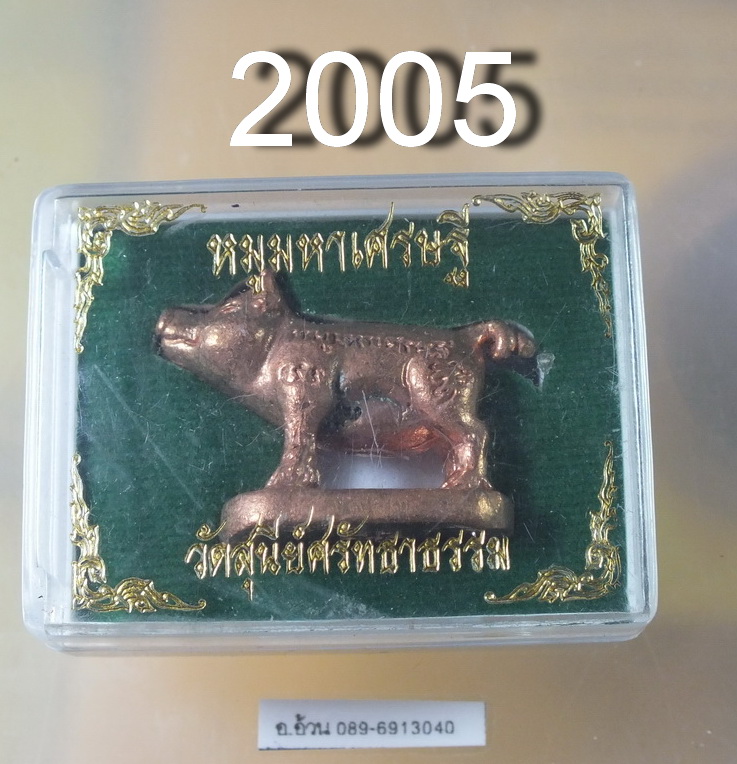 2005
หมูมหาเศรษฐี
วัดสุนีย์ศรัทธาธรรม
อ.อ้วน 089-6913040